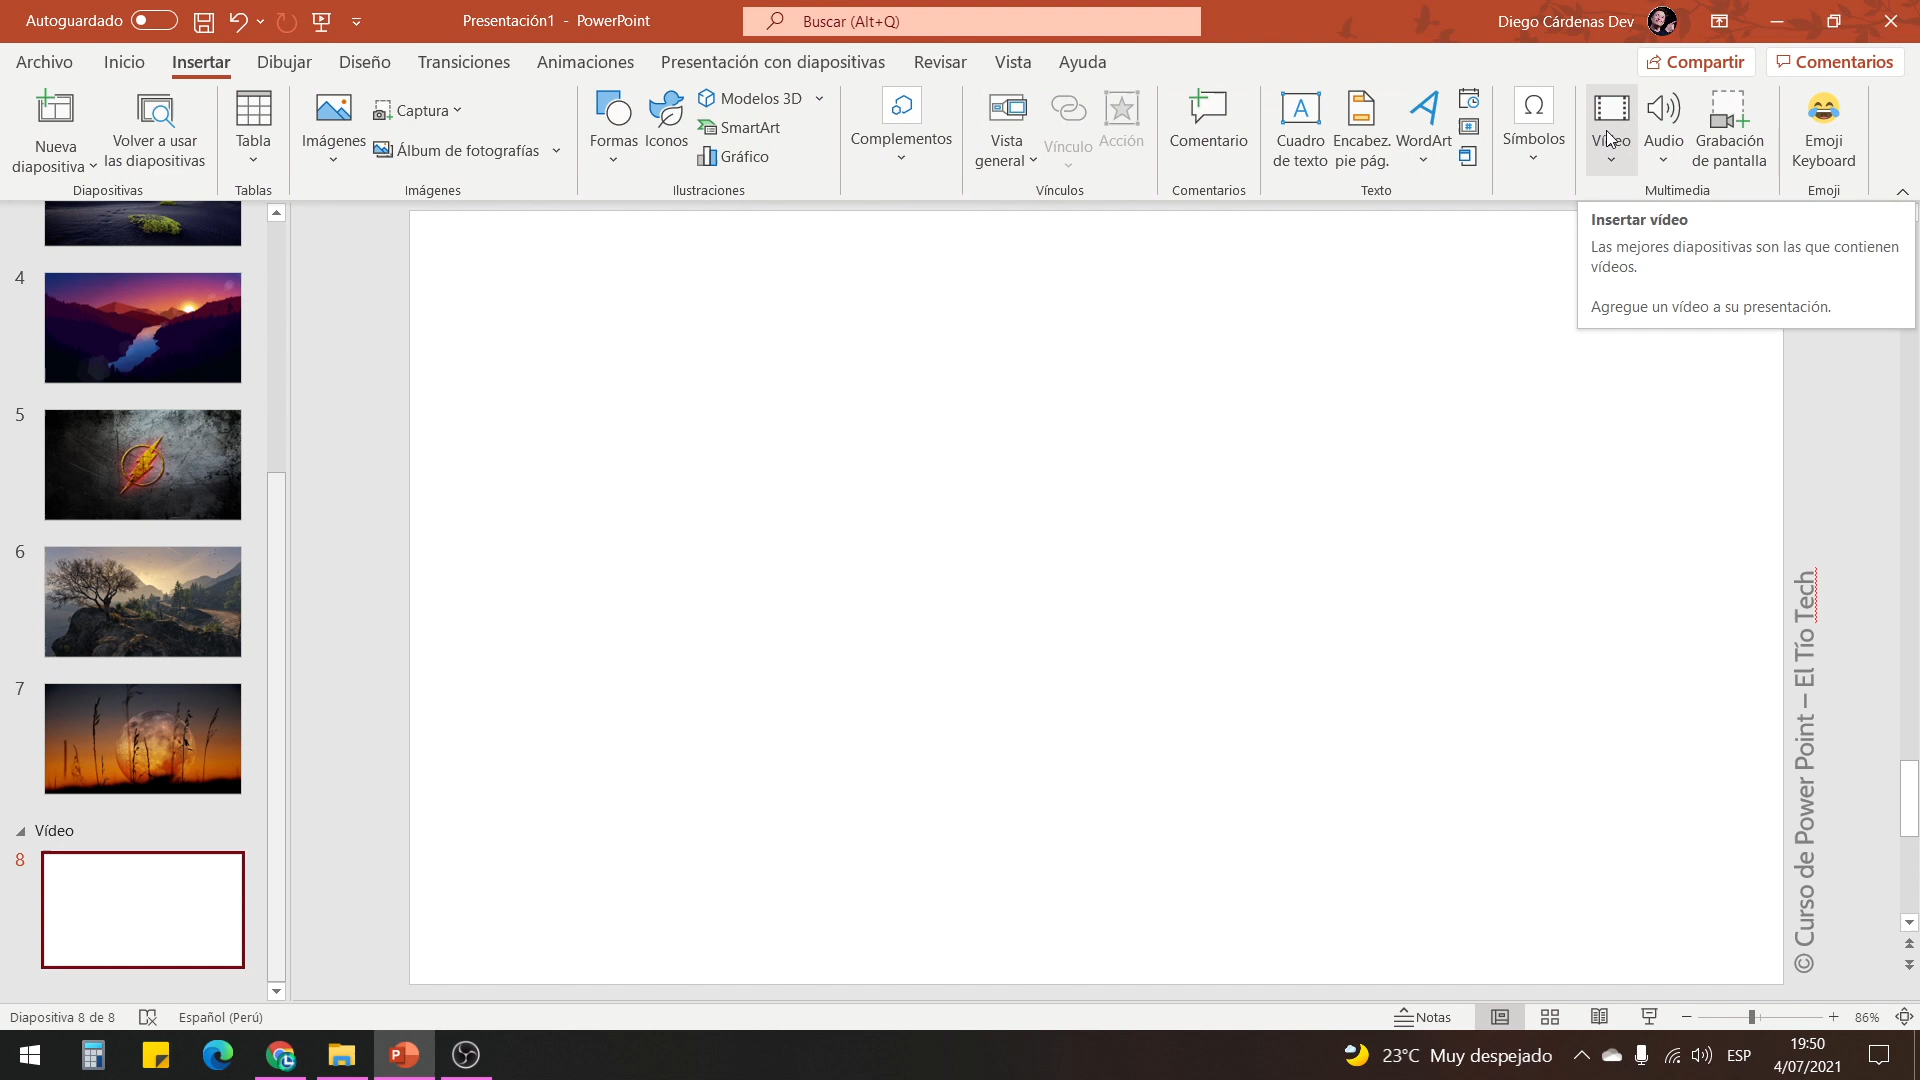 Autoguardado
Presentación1 - PowerPoint
Buscar (Alt+Q)
Diego Cárdenas Dev
Archivo
Inicio
Insertar
Dibujar
Diseño
Transiciones
Animaciones
Presentación con diapositivas
Revisar
Vista
Ayuda
Compartir
Comentarios
Nueva
diapositiva
Volver a usar
las diapositivas
Diapositivas
Tabla
Tablas
Imágenes
Captura
Álbum de fotografías
Imágenes
Formas
Iconos
Modelos 3D
SmartArt
Gráfico
Ilustraciones
Complementos
Vista
general
Vínculo
Acción
Vínculos
Comentario
Comentarios
Cuadro
de texto
Encabez.
pie pág.
WordArt
Texto
Símbolos
Vídeo
Audio
Grabación
de pantalla
Multimedia
Emoji
Keyboard
Emoji
Insertar vídeo
Las mejores diapositivas son las que contienen
vídeos.
Agregue un vídeo a su presentación.
4
5
6
7
Vídeo
8
© Curso de Power Point – El Tío Tech
Diapositiva 8 de 8
Español (Perú)
Notas
86%
23°C Muy despejado
ESP
19:50
4/07/2021